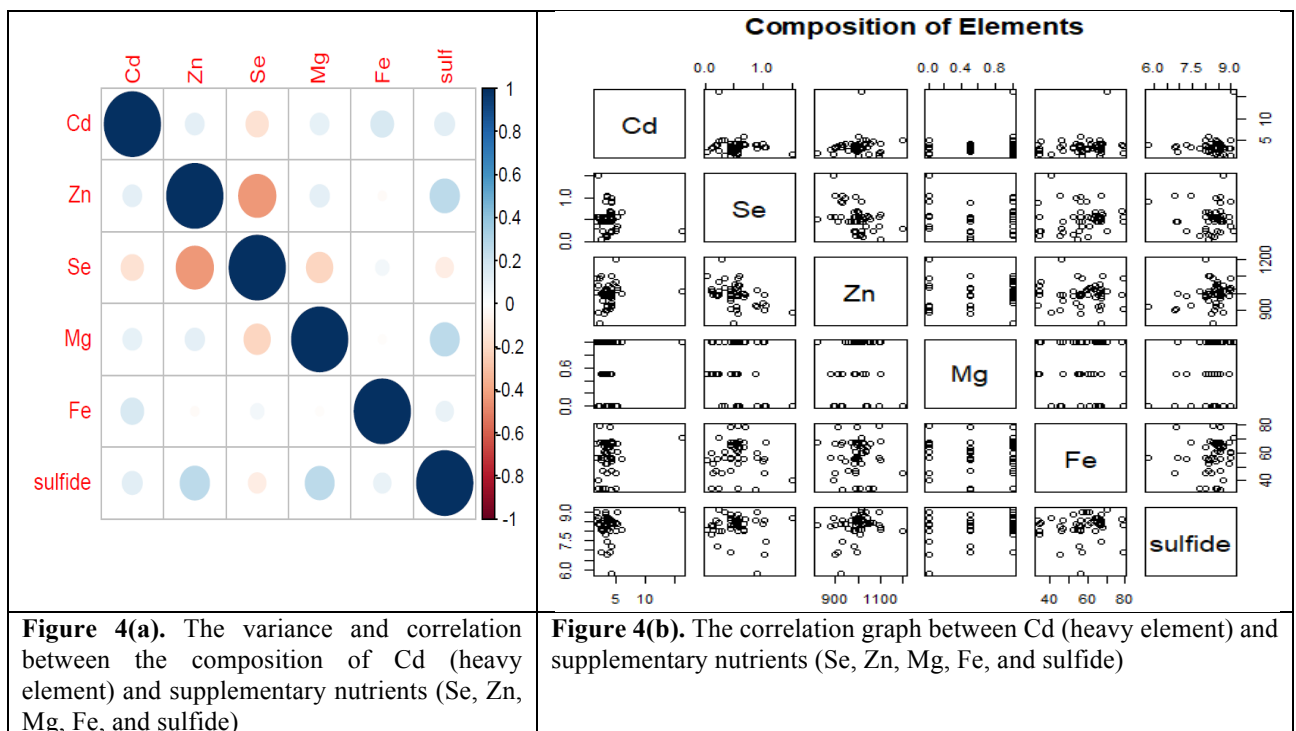 Cd Zn Se Mg Fe sulf
Cd
Zn
Se
Mg
Fe
sulfide
1
0.8
0.6
0.4
0.2
0
-0.2
-0.4
-0.6
-0.8
-1
Composition of Elements
0.0 1.0 0.0 0.4 0.8 6.0 7.5 9.0
Cd
5 10
Se
0.0 1.0
Zn
900 1200
Mg
0.0 0.6
Fe
40 60 80
sulfide
6.0 7.5 9.0
5 10 900 1100 40 60 80
Figure 4(a). The variance and correlation
between the composition of Cd (heavy
element) and supplementary nutrients (Se, Zn,
Mg, Fe, and sulfide)
Figure 4(b). The correlation graph between Cd (heavy element) and
supplementary nutrients (Se, Zn, Mg, Fe, and sulfide)